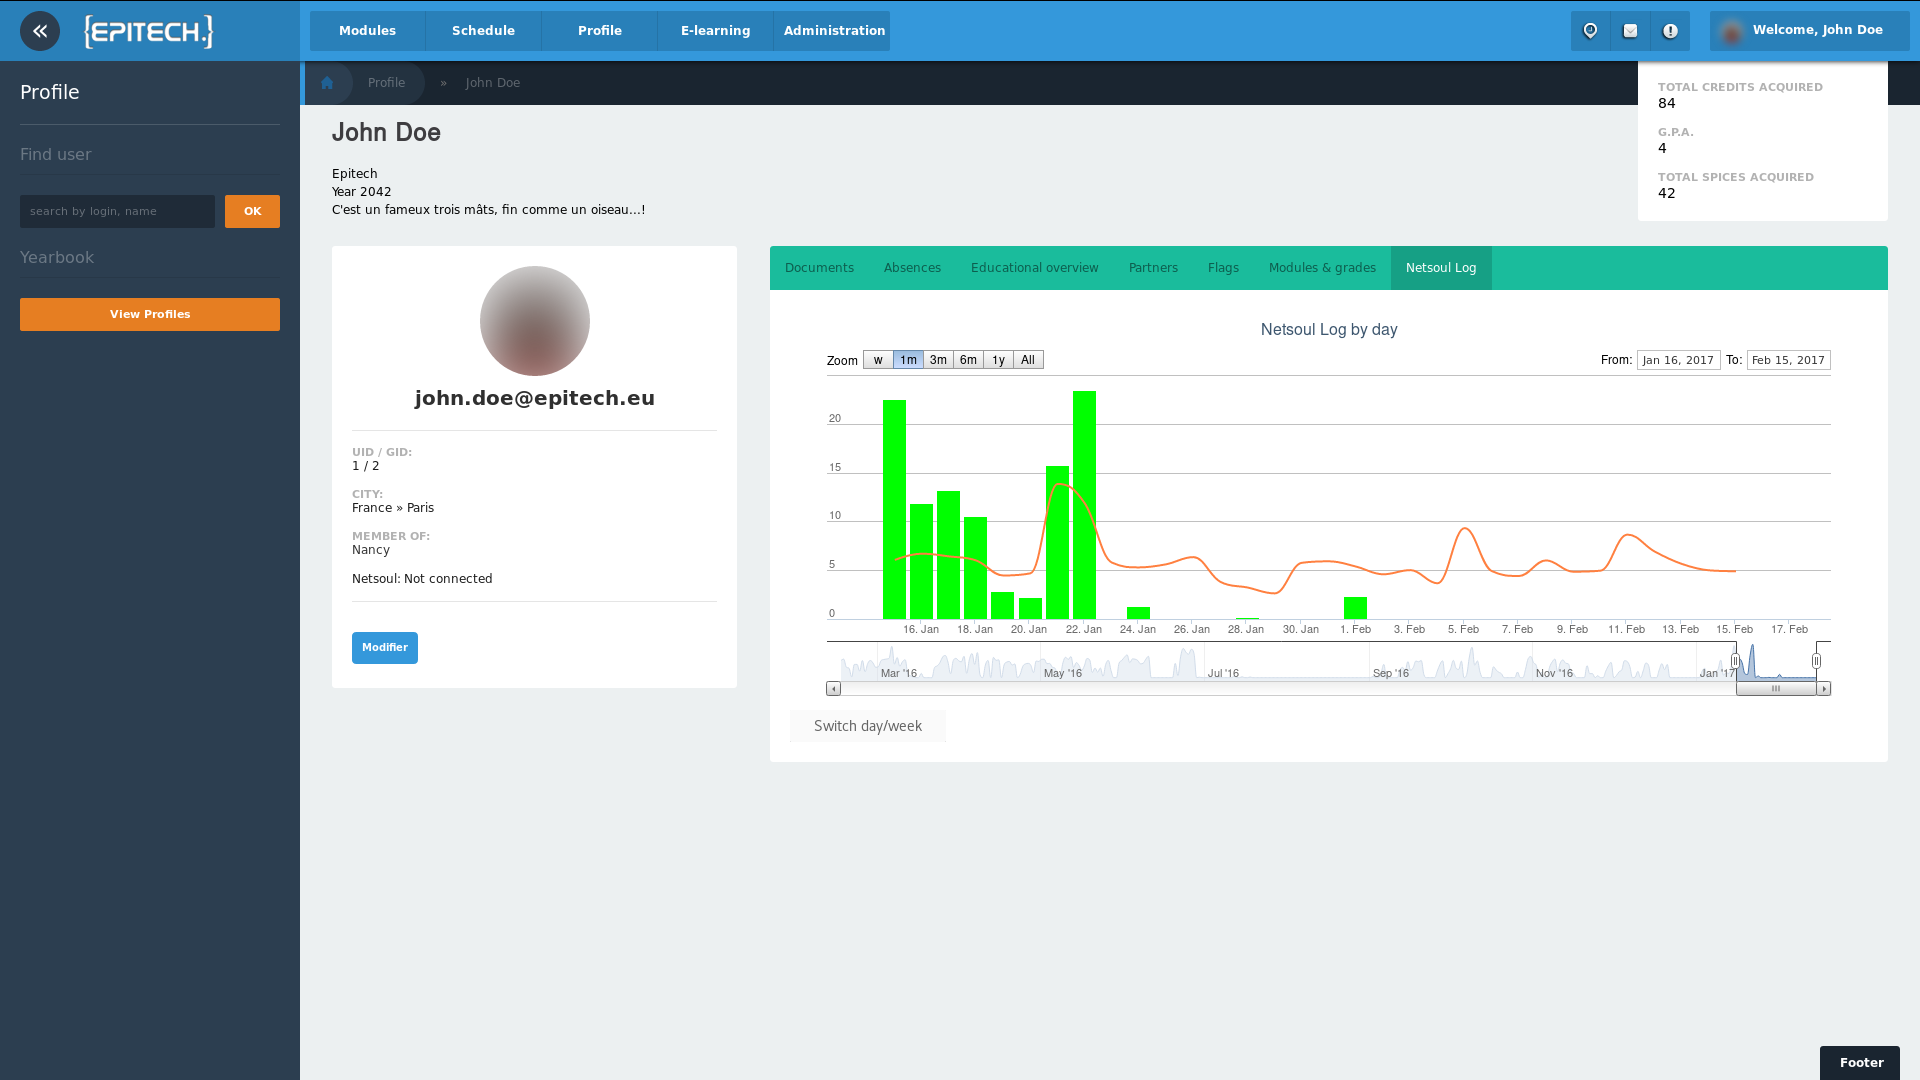 {EPITECH.}
Modules
Schedule
Profile
E-learning
Administration
Welcome, John Doe
Profile
Find user
search by login, name
OK
Yearbook
View Profiles
Profile » John Doe
TOTAL CREDITS ACQUIRED
84
G.P.A.
4
TOTAL SPICES ACQUIRED
42
John Doe
Epitech
Year 2042
C'est un fameux trois mâts, fin comme un oiseau...!
john.doe@epitech.eu
UID / GID:
1 / 2
CITY:
France » Paris
MEMBER OF:
Nancy
Netsoul: Not connected
Modifier
Documents
Absences
Educational overview
Partners
Flags
Modules & grades
Netsoul Log
Netsoul Log by day
Zoom w 1m 3m 6m 1y All
From: Jan 16, 2017 To: Feb 15, 2017
20
15
10
5
0
16. Jan 18. Jan 20. Jan 22. Jan 24. Jan 26. Jan 28. Jan 30. Jan 1. Feb 3. Feb 5. Feb 7. Feb 9. Feb 11. Feb 13. Feb 15. Feb 17. Feb
Mar '16 May '16 Jul '16 Sep '16 Nov '16 Jan '17
Switch day/week
Footer